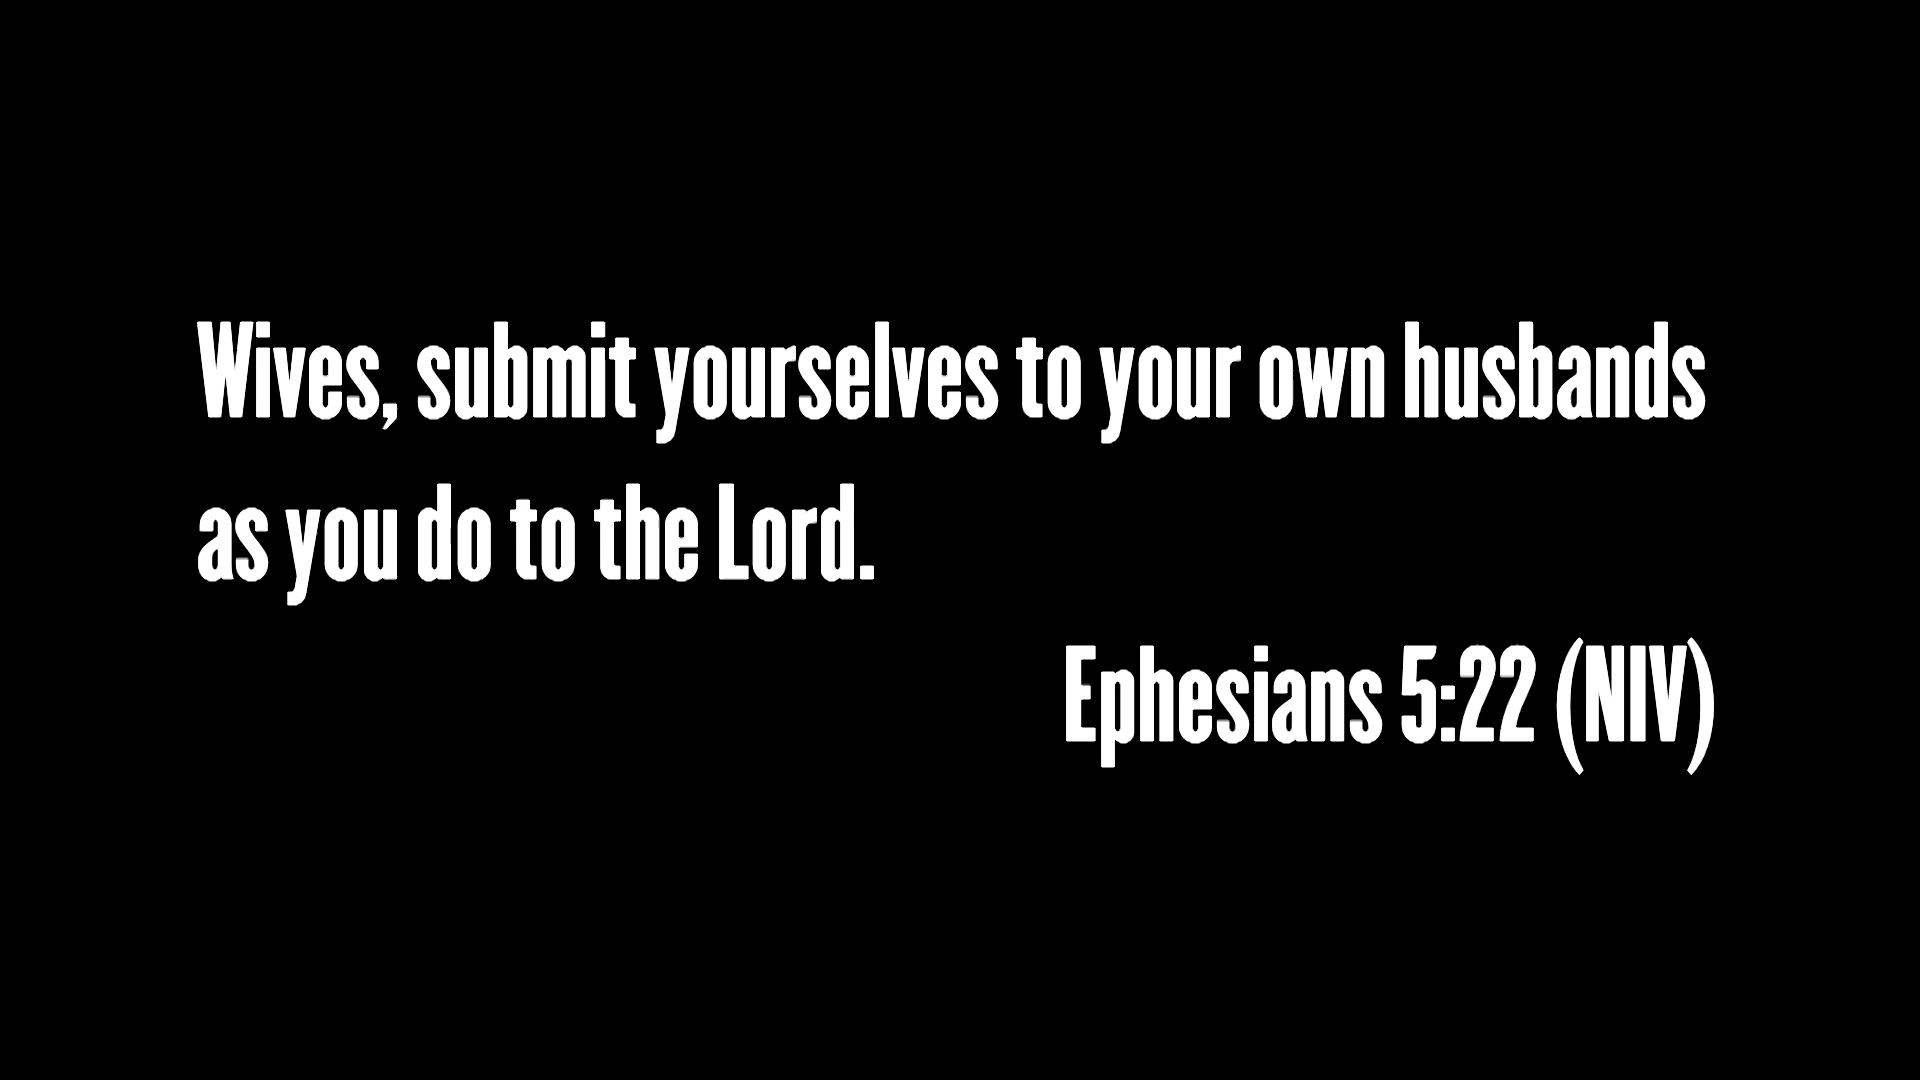 Wives, submit yourselves to your own husbands
as you do to the Lord.
Ephesians 5:22 (NIV)